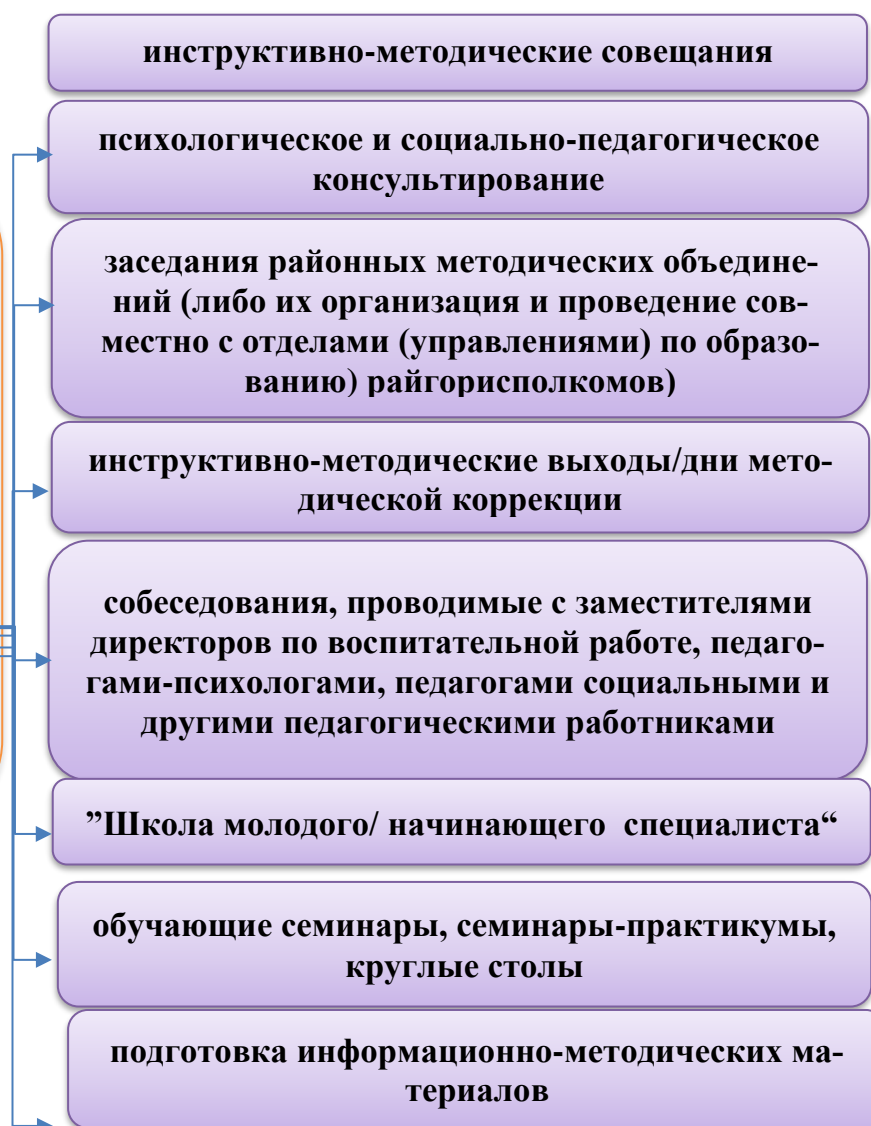 инструктивно-методические совещания
психологическое и социально-педагогическое
консультирование
заседания районных методических объедине-
ний (либо их организация и проведение сов-
местно с отделами (управлениями) по образо-
ванию) райгорисполкомов)
инструктивно-методические выходы/дни мето-
дической коррекции
собеседования, проводимые с заместителями
директоров по воспитательной работе, педаго-
гами-психологами, педагогами социальными и
другими педагогическими работниками
”Школа молодого/ начинающего  специалиста“
обучающие семинары, семинары-практикумы,
круглые столы
подготовка информационно-методических ма-
териалов